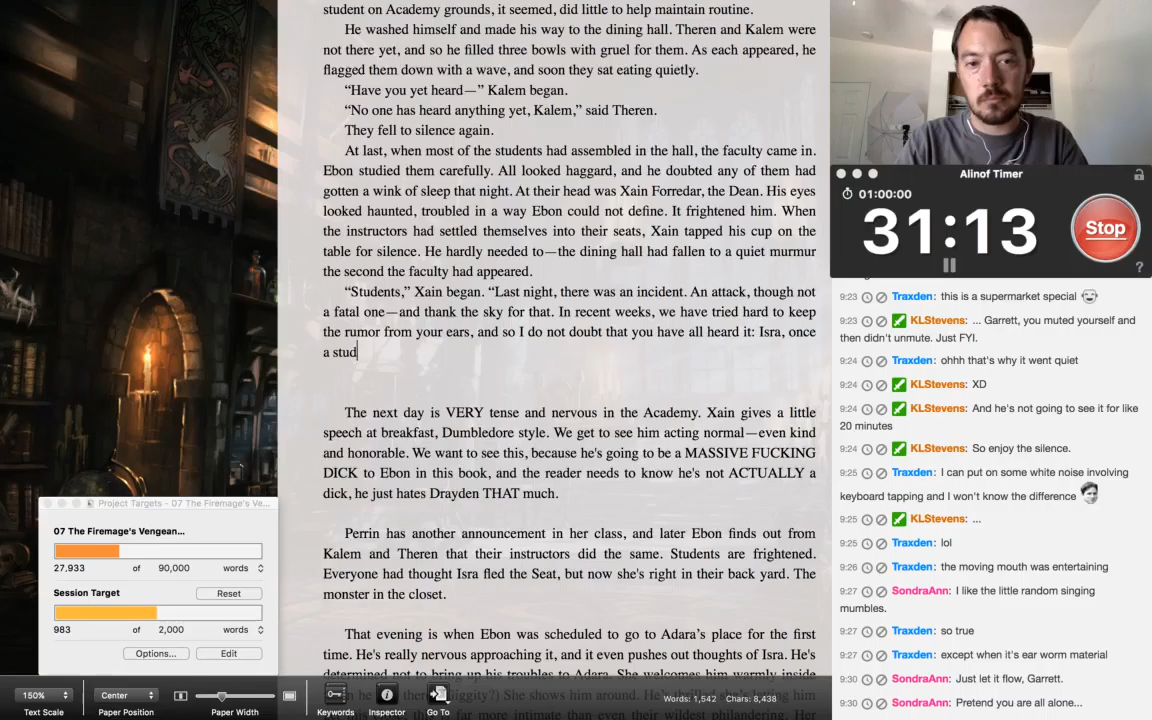 student on Academy grounds, it seemed, did little to help maintain routine.
He washed himself and made his way to the dining hall. Theren and Kalem were
not there yet, and so he filled three bowls with gruel for them. As each appeared, he
flagged them down with a wave, and soon they sat eating quietly.
“Have you yet heard—” Kalem began.
“No one has heard anything yet, Kalem,” said Theren.
They fell to silence again.
At last, when most of the students had assembled in the hall, the faculty came in.
Ebon studied them carefully. All looked haggard, and he doubted any of them had
gotten a wink of sleep that night. At their head was Xain Forredar, the Dean. His eyes
looked haunted, troubled in a way Ebon could not define. It frightened him. When
the instructors had settled themselves into their seats, Xain tapped his cup on the
table for silence. He hardly needed to—the dining hall had fallen to a quiet murmur
the second the faculty had appeared.
“Students,” Xain began. “Last night, there was an incident. An attack, though not
a fatal one—and thank the sky for that. In recent weeks, we have tried hard to keep
the rumor from your ears, and so I do not doubt that you have all heard it: Isra, once
a stud
The next day is VERY tense and nervous in the Academy. Xain gives a little
speech at breakfast, Dumbledore style. We get to see him acting normal—even kind
and honorable. We want to see this, because he's going to be a MASSIVE FUCKING
DICK to Ebon in this book, and the reader needs to know he's not ACTUALLY a
dick, he just hates Drayden THAT much.
Perrin has another announcement in her class, and later Ebon finds out from
Kalem and Theren that their instructors did the same. Students are frightened.
Everyone had thought Isra fled the Seat, but now she's right in their back yard. The
monster in the closet.
That evening is when Ebon was scheduled to go to Adara’s place for the first
time. He's really nervous approaching it, and it even pushes out thoughts of Isra. He's
determined not to bring up his troubles to Adara. She welcomes him warmly inside
Project Targets - 07 The Firemage's Ve...
07 The Firemage's Vengean...
27,933 of 90,000 words
Session Target
Reset
983 of 2,000 words
Options...
Edit
150%
Text Scale
Center
Paper Position
Paper Width
Keywords
Inspector
Go To
Words: 1,542 Chars: 8,438
Alinof Timer
01:00:00
31:13
Stop
?
9:23 Traxden: this is a supermarket special
9:23 KLStevens: ... Garrett, you muted yourself and
then didn't unmute. Just FYI.
9:24 Traxden: ohhh that's why it went quiet
9:24 KLStevens: XD
9:24 KLStevens: And he's not going to see it for like
20 minutes
9:24 KLStevens: So enjoy the silence.
9:25 Traxden: I can put on some white noise involving
keyboard tapping and I won't know the difference
9:25 KLStevens: ...
9:25 Traxden: lol
9:26 Traxden: the moving mouth was entertaining
9:27 SondraAnn: I like the little random singing
mumbles.
9:27 Traxden: so true
9:27 Traxden: except when it's ear worm material
9:30 SondraAnn: Just let it flow, Garrett.
9:30 SondraAnn: Pretend you are all alone...